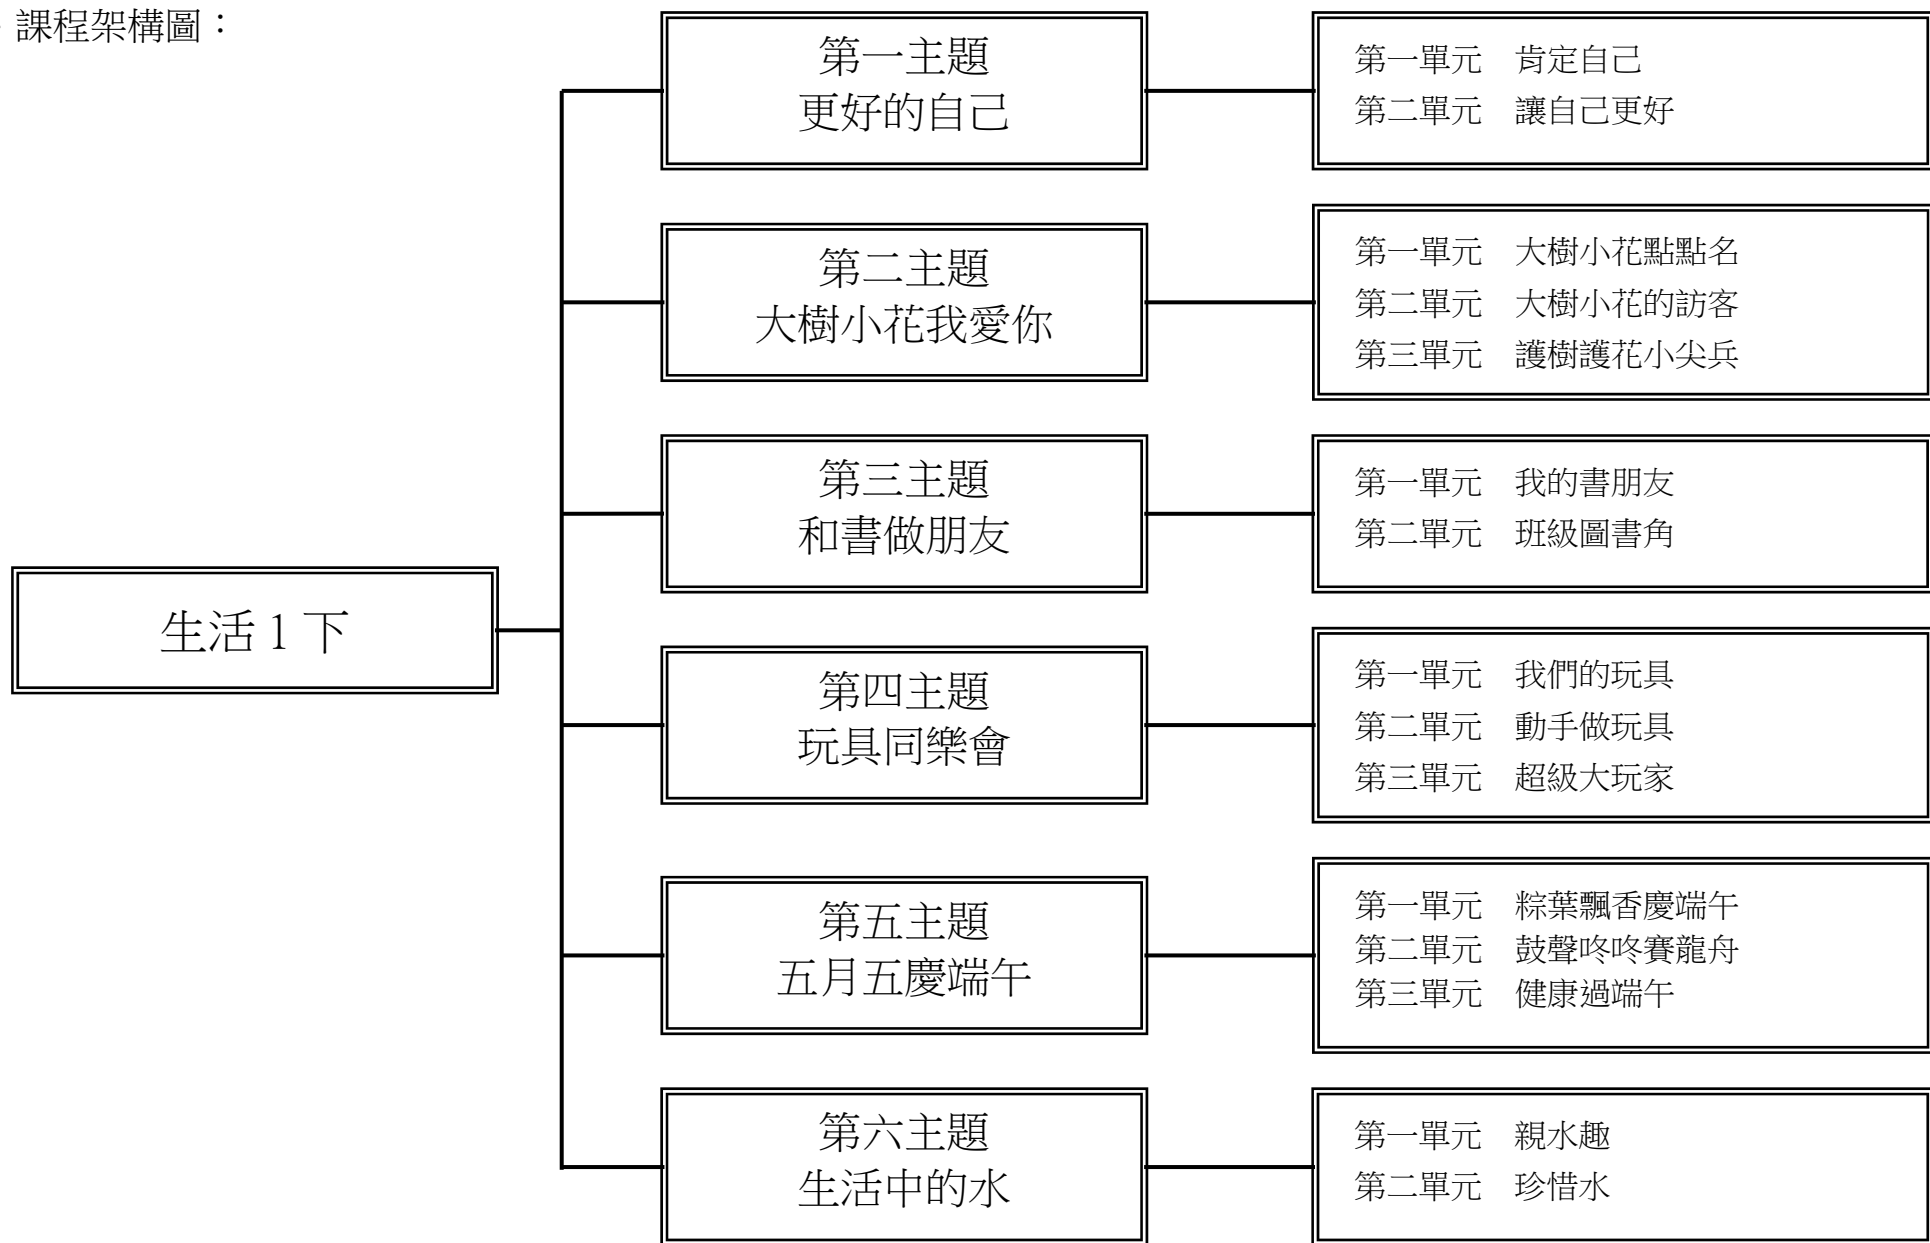 課程架構圖：
生活1下
第一主題
更好的自己
第一單元　肯定自己
第二單元　讓自己更好
第二主題
大樹小花我愛你
第一單元　大樹小花點點名
第二單元　大樹小花的訪客
第三單元　護樹護花小尖兵
第三主題
和書做朋友
第一單元　我的書朋友
第二單元　班級圖書角
第四主題
玩具同樂會
第一單元　我們的玩具
第二單元　動手做玩具
第三單元　超級大玩家
第五主題
五月五慶端午
第一單元　粽葉飄香慶端午
第二單元　鼓聲咚咚賽龍舟
第三單元　健康過端午
第六主題
生活中的水
第一單元　親水趣
第二單元　珍惜水